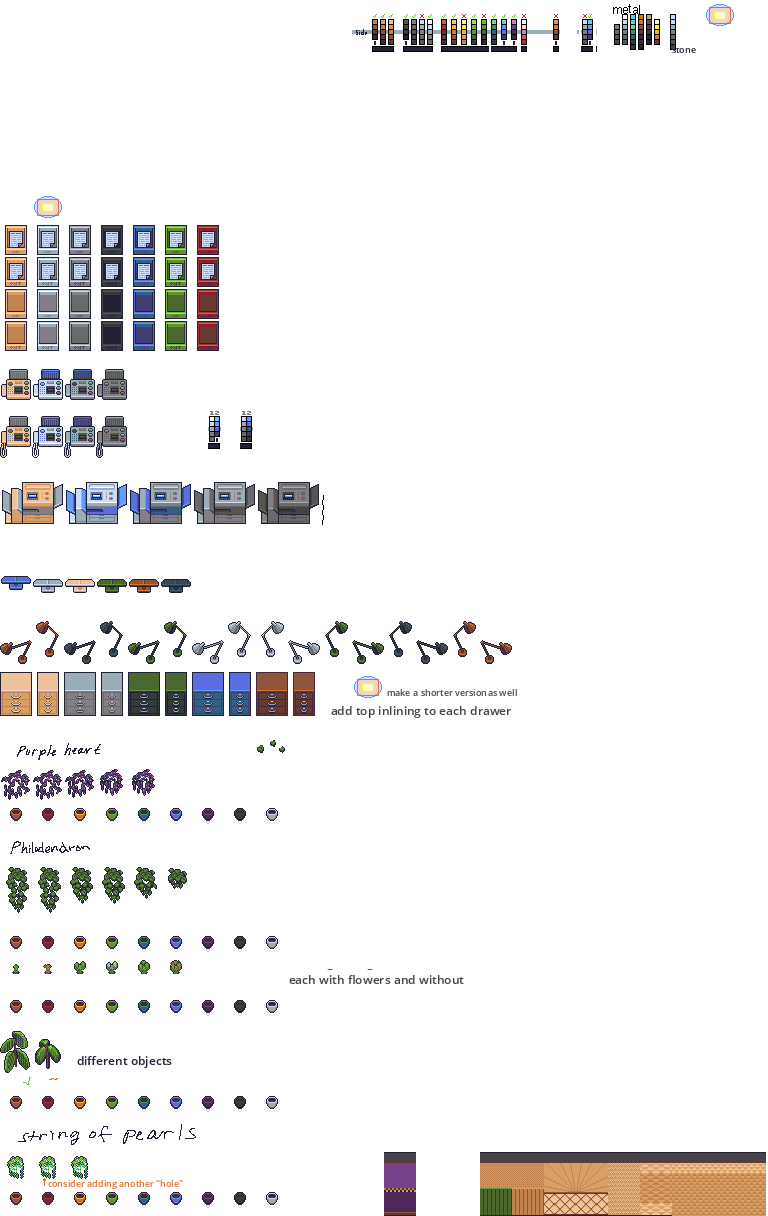 metal
Side
stone
make a shorter version as well
add top inlining to each drawer
Purple heart
Philodendron
each with flowers and without
different objects
string of pearls
consider adding another "hole"